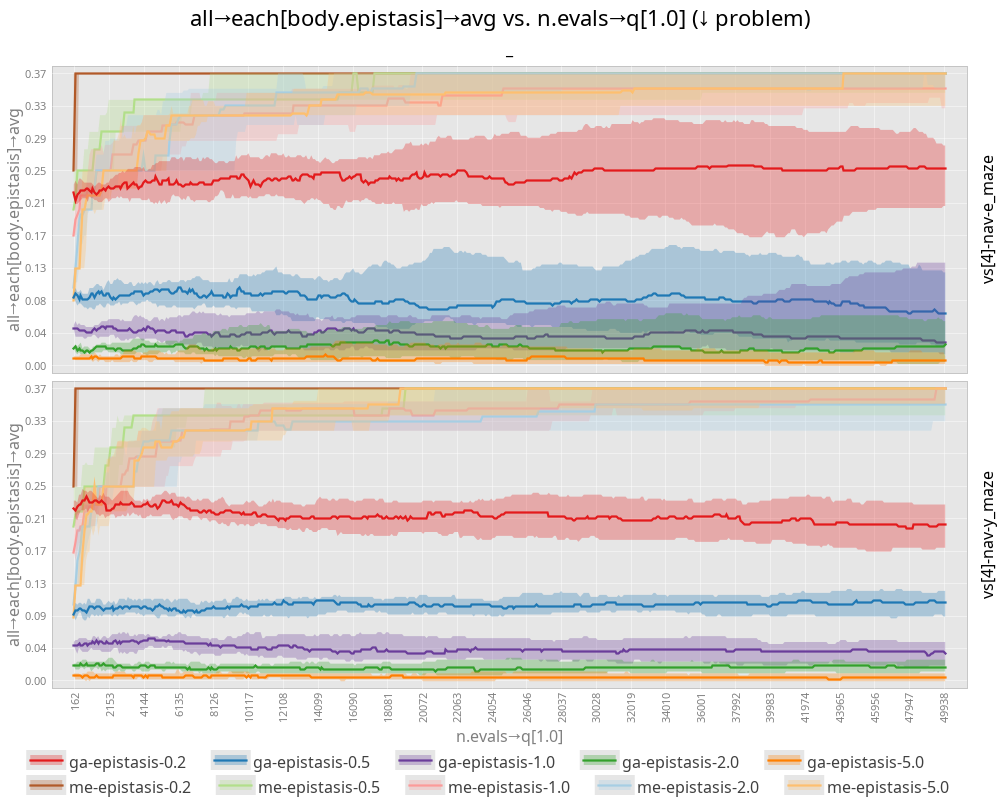 all→each[body.epistasis]→avg vs. n.evals→q[1.0] (↓ problem)
–
all→each[body.epistasis]→avg
0.37
0.33
0.29
0.25
0.21
0.17
0.13
0.08
0.04
0.00
vs[4]-nav-e_maze
all→each[body.epistasis]→avg
0.37
0.33
0.29
0.25
0.21
0.17
0.13
0.09
0.04
0.00
vs[4]-nav-y_maze
162 2153 4144 6135 8126 10117 12108 14099 16090 18081 20072 22063 24054 26046 28037 30028 32019 34010 36001 37992 39983 41974 43965 45956 47947 49938
n.evals→q[1.0]
ga-epistasis-0.2 ga-epistasis-0.5 ga-epistasis-1.0 ga-epistasis-2.0 ga-epistasis-5.0
me-epistasis-0.2 me-epistasis-0.5 me-epistasis-1.0 me-epistasis-2.0 me-epistasis-5.0